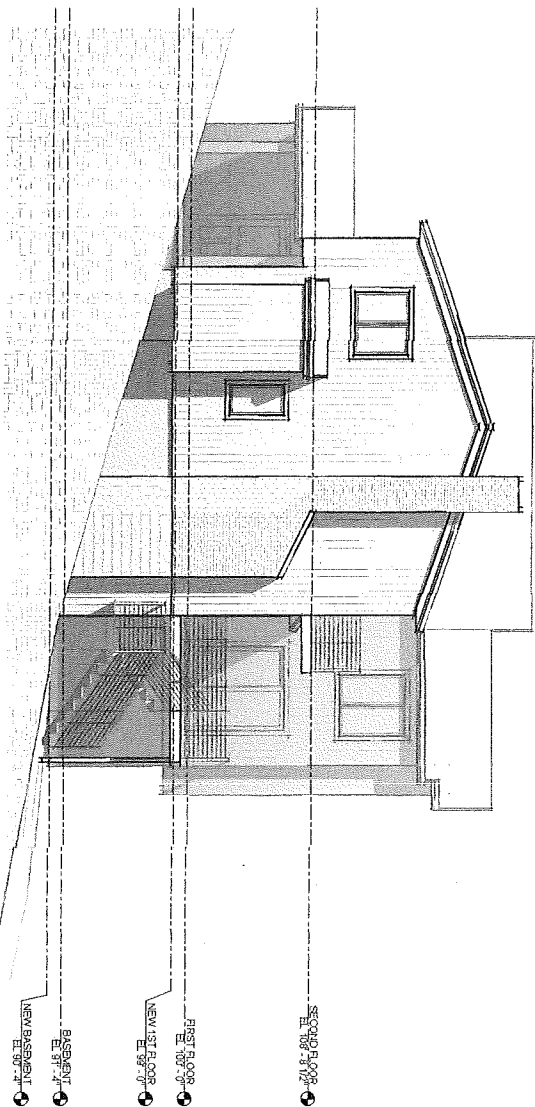 SECOND FLOOR
EL. 108' - 8 1/2"
FIRST FLOOR
EL. 100' - 0"
NEW 1ST FLOOR
EL. 99' - 0"
BASEMENT
EL. 91' - 4"
NEW BASEMENT
EL. 90' - 4"